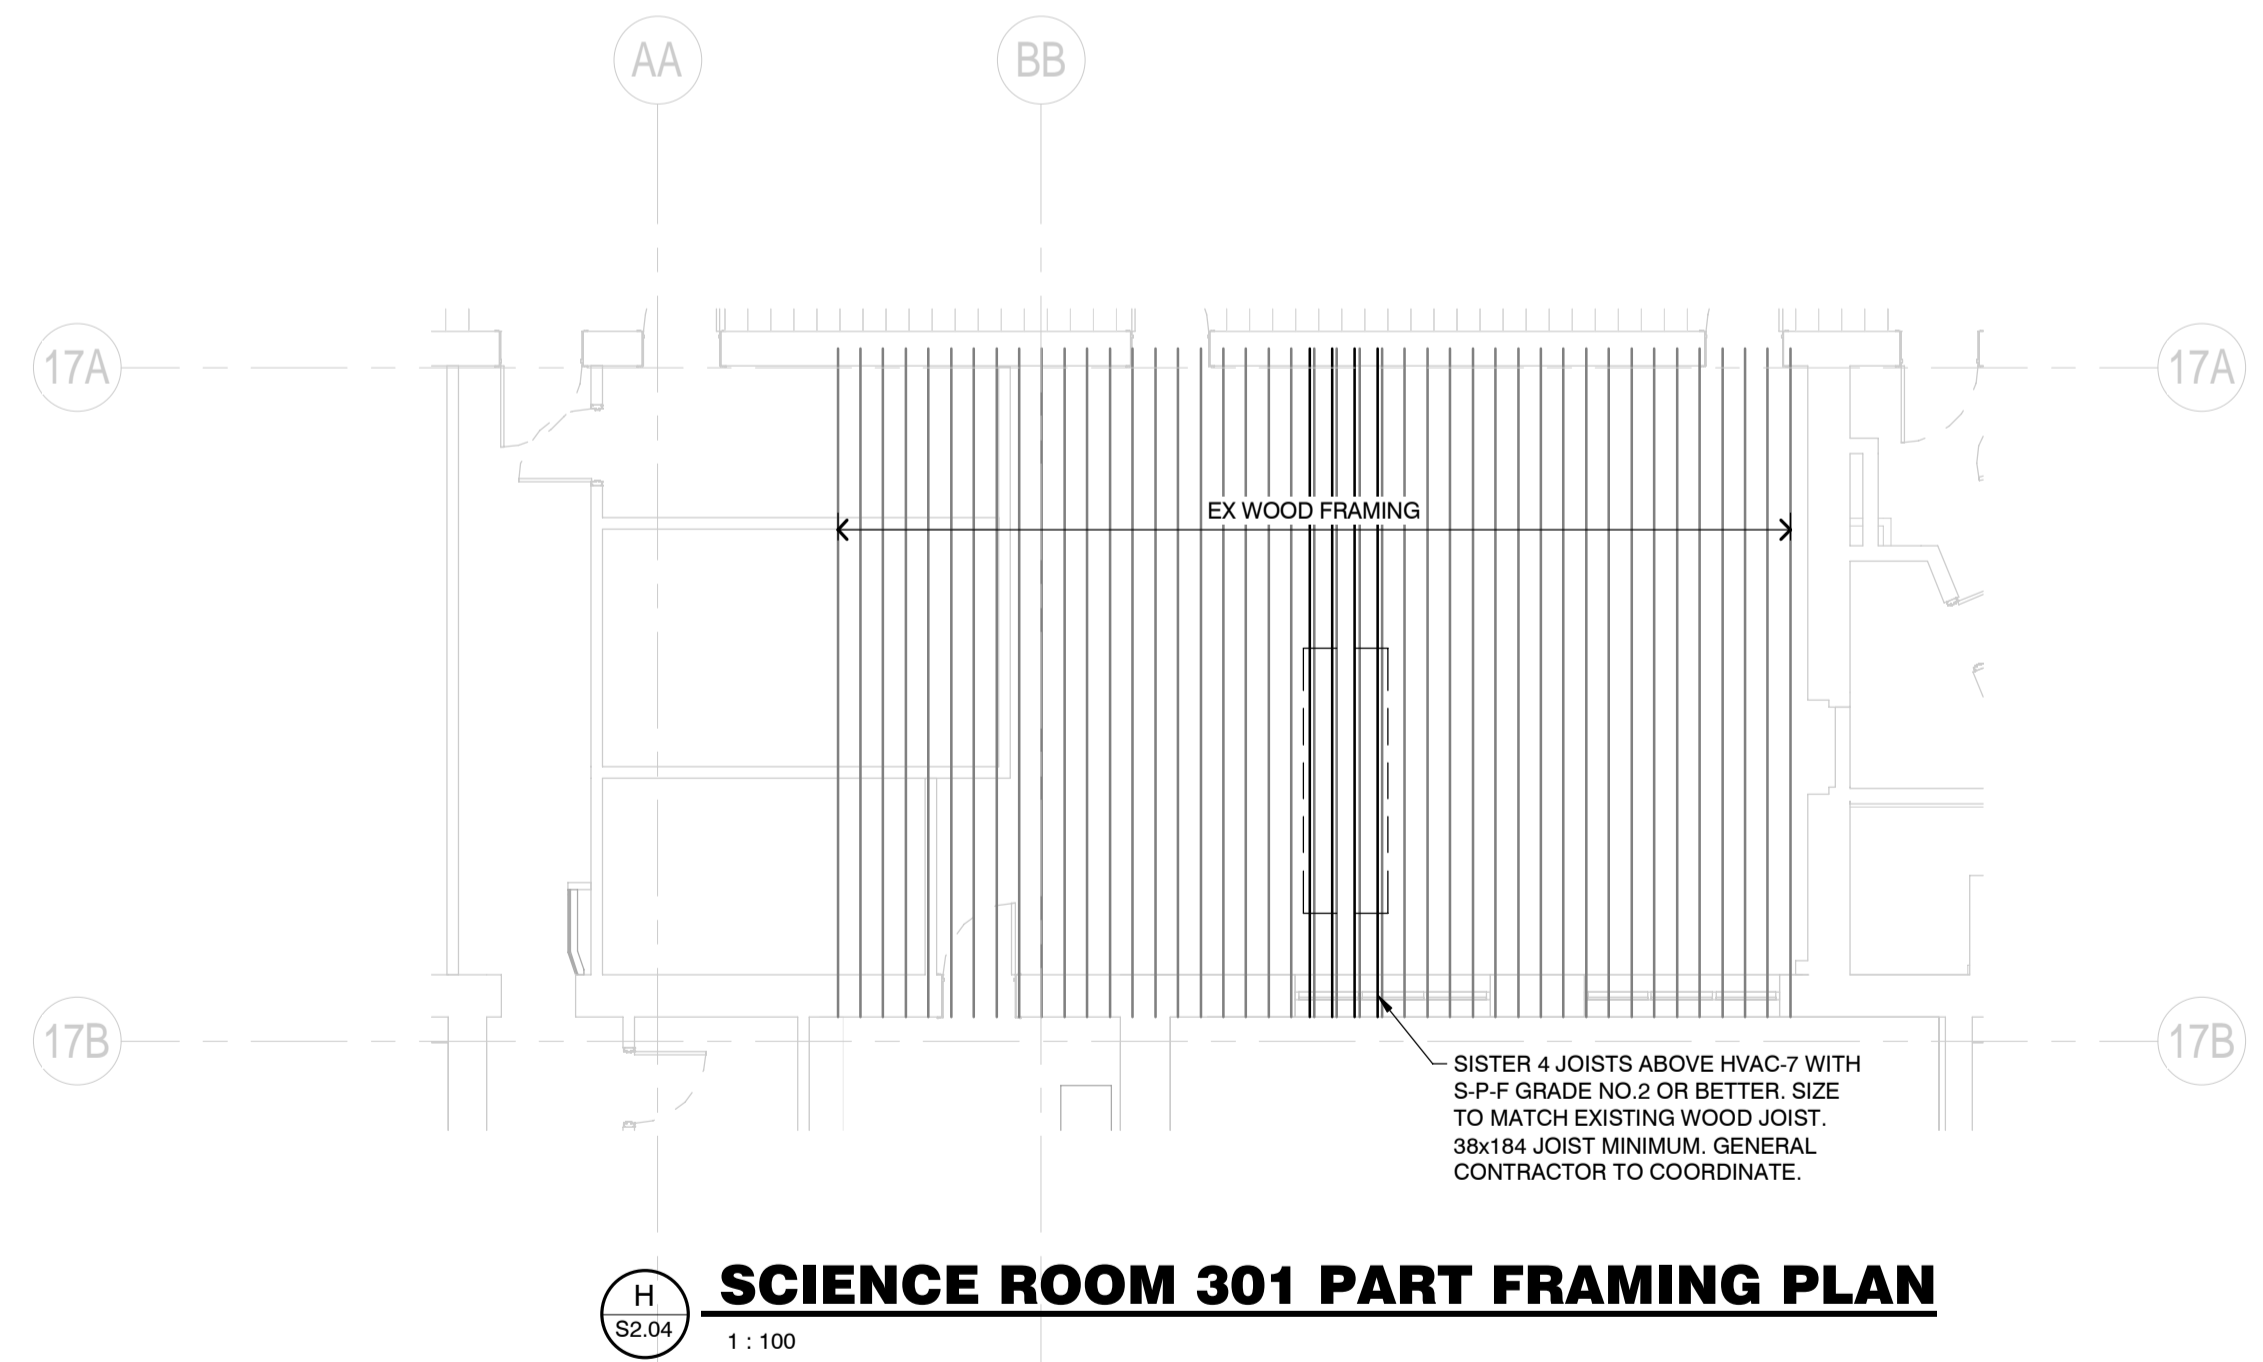 AA
BB
17A
17A
EX WOOD FRAMING
17B
17B
SISTER 4 JOISTS ABOVE HVAC-7 WITH
S-P-F GRADE NO.2 OR BETTER. SIZE
TO MATCH EXISTING WOOD JOIST.
38x184 JOIST MINIMUM. GENERAL
CONTRACTOR TO COORDINATE.
H
S2.04
SCIENCE ROOM 301 PART FRAMING PLAN
1 : 100